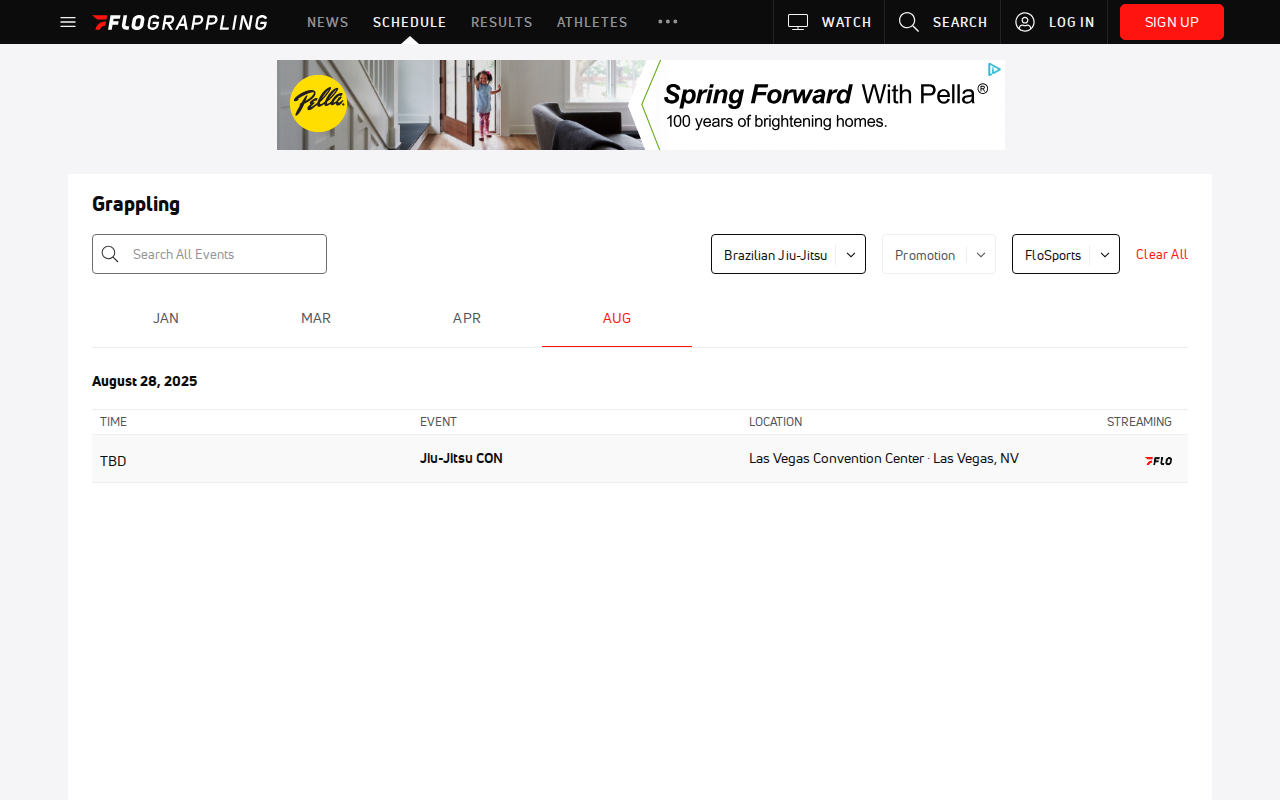 FLOGRAPPLING NEWS SCHEDULE RESULTS ATHLETES ••• WATCH SEARCH LOG IN SIGN UP
Pella.
Spring Forward With Pella®
100 years of brightening homes.
Grappling
Search All Events Brazilian Jiu-Jitsu Promotion FloSports Clear All
JAN MAR APR AUG
August 28, 2025
TIME EVENT LOCATION STREAMING
TBD Jiu-Jitsu CON Las Vegas Convention Center · Las Vegas, NV FLO